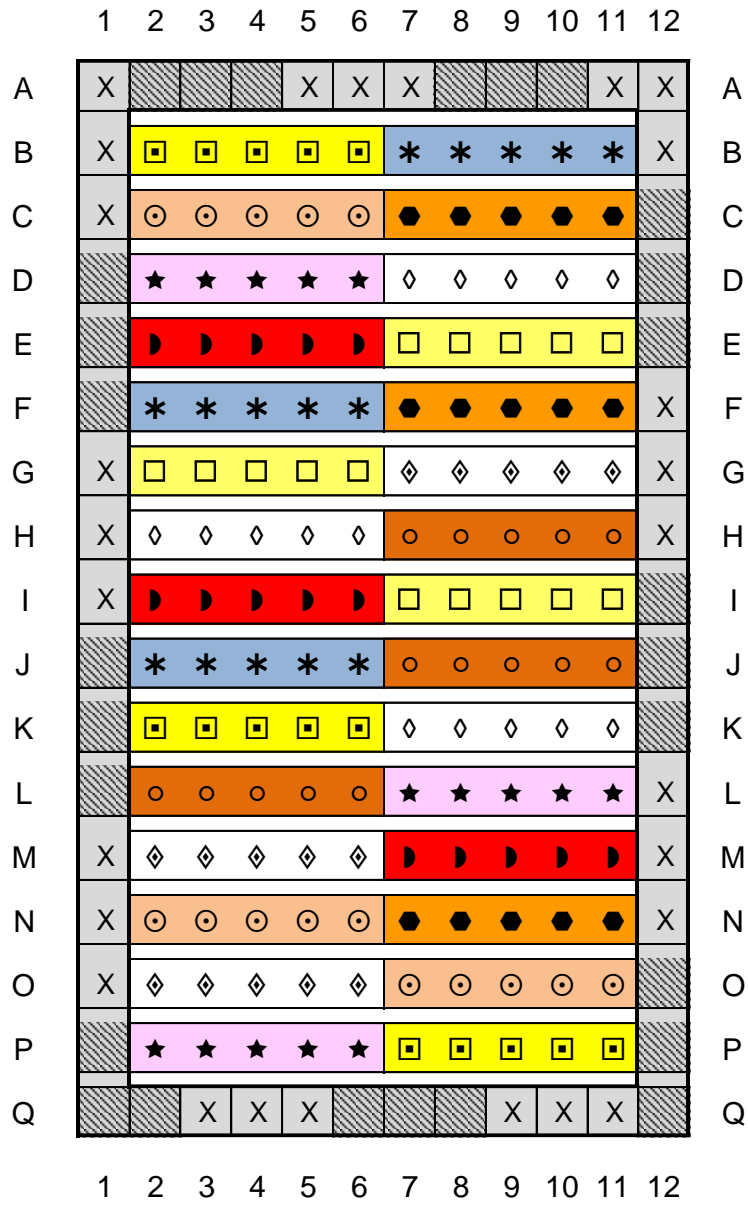 1 2 3 4 5 6 7 8 9 10 11 12
A X X X X X X A
B X X B
C X C
D D
E E
F X F
G X X G
H X X H
I X I
J J
K K
L X L
M X X M
N X X N
O X O
P P
Q X X X X X X Q
1 2 3 4 5 6 7 8 9 10 11 12